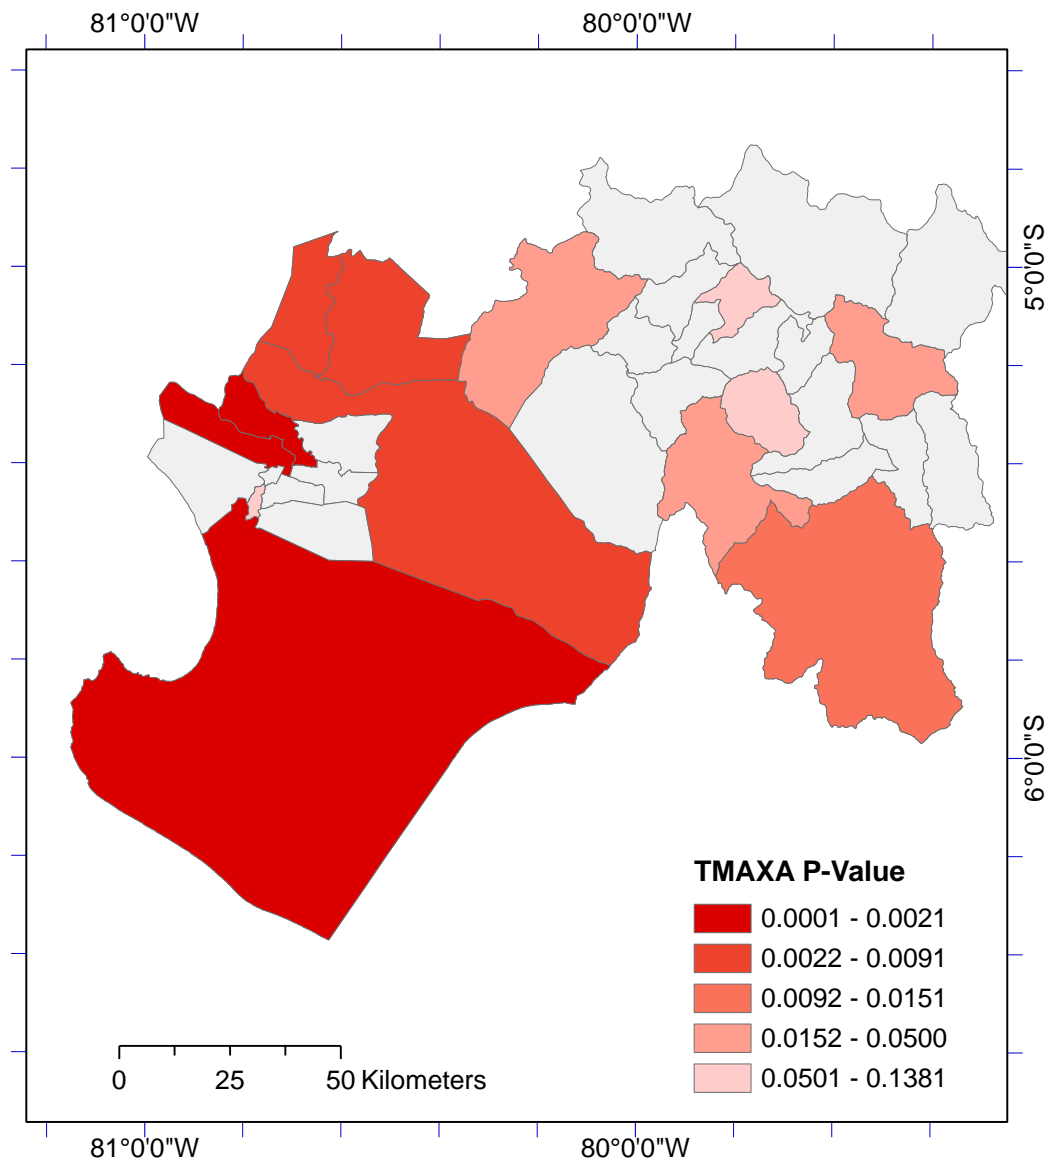 81°0'0"W 80°0'0"W
5°0'0"S
6°0'0"S
TMAXA P-Value
0.0001 - 0.0021
0.0022 - 0.0091
0.0092 - 0.0151
0.0152 - 0.0500
0.0501 - 0.1381
0 25 50 Kilometers
81°0'0"W 80°0'0"W